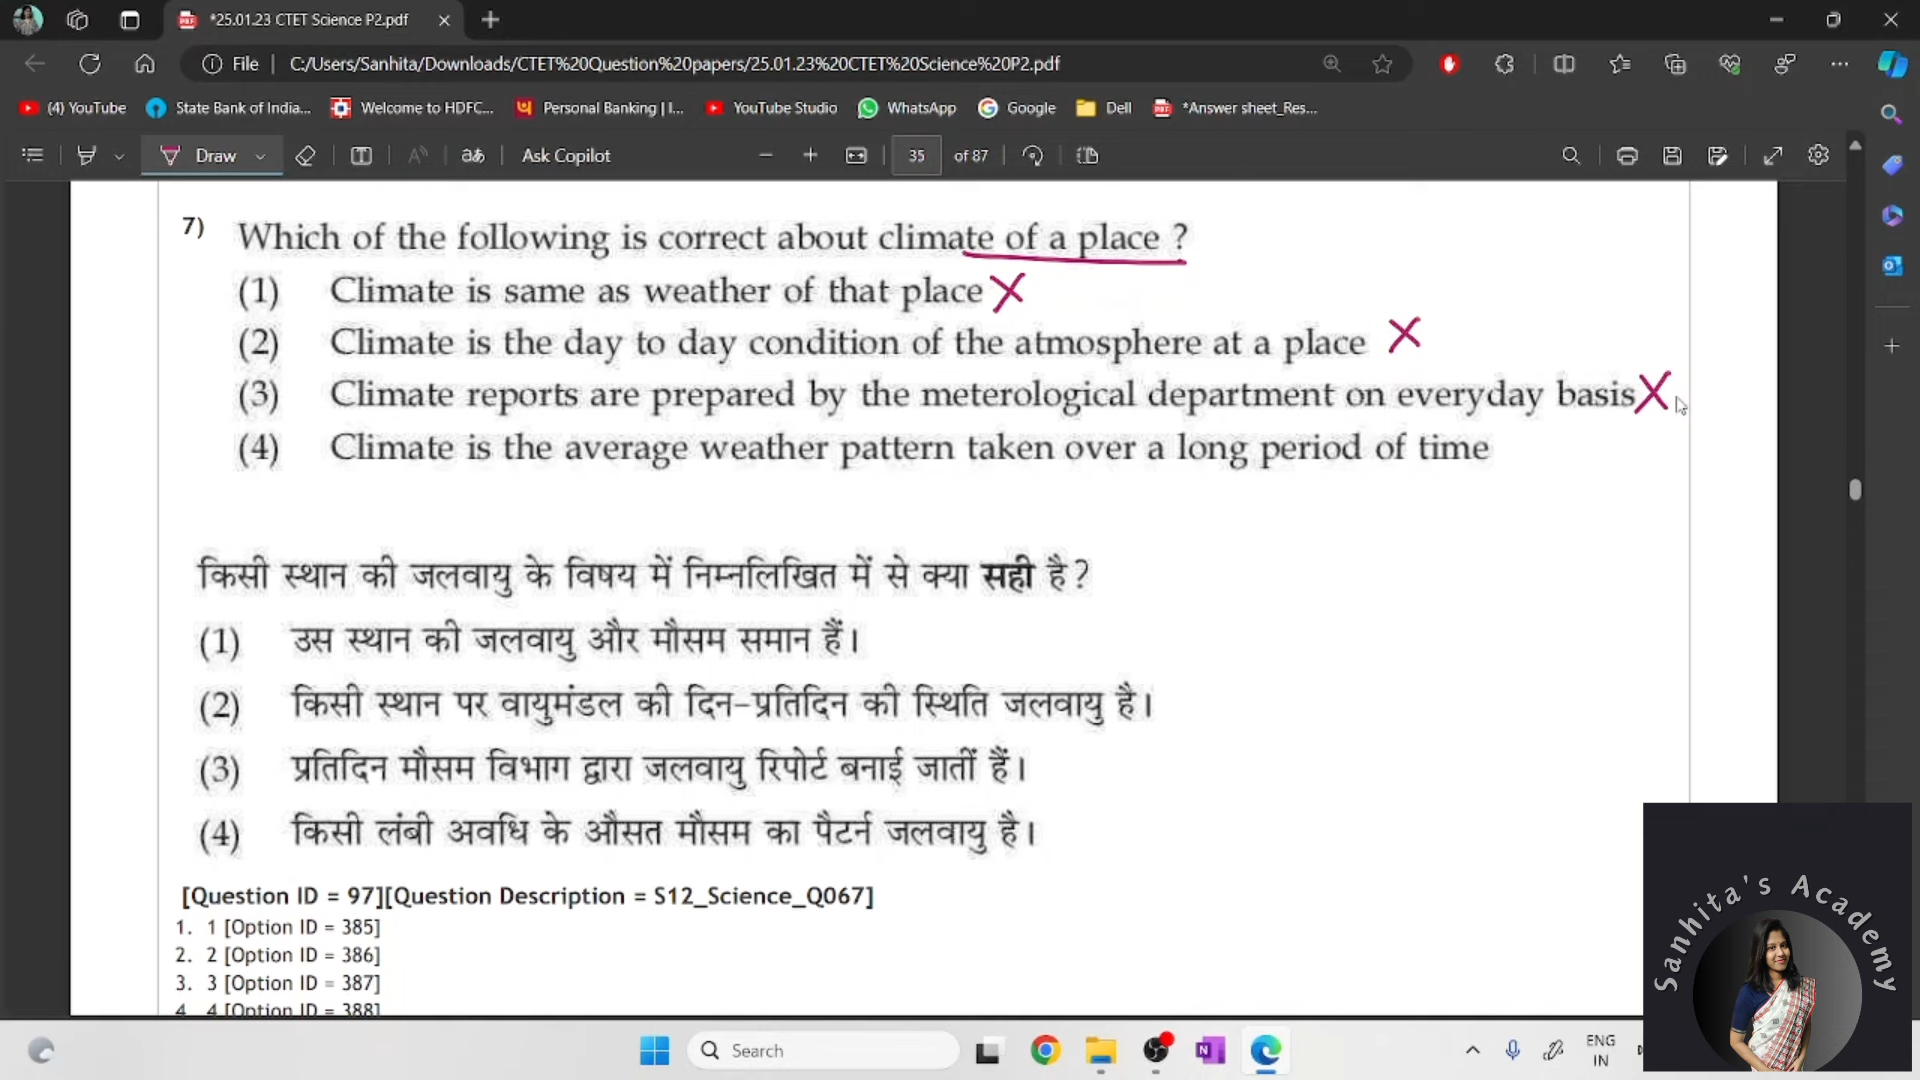 *25.01.23 CTET Science P2.pdf
File
C:/Users/Sanhita/Downloads/CTET%20Question%20papers/25.01.23%20CTET%20Science%20P2.pdf
(4) YouTube State Bank of India... Welcome to HDFC... Personal Banking | I... YouTube Studio WhatsApp Google Dell *Answer sheet_Res...
Draw Ask Copilot 35 of 87
7) Which of the following is correct about climate of a place ?
(1) Climate is same as weather of that place
(2) Climate is the day to day condition of the atmosphere at a place
(3) Climate reports are prepared by the meterological department on everyday basis
(4) Climate is the average weather pattern taken over a long period of time
किसी स्थान की जलवायु के विषय में निम्नलिखित में से क्या सही है?
(1) उस स्थान की जलवायु और मौसम समान हैं।
(2) किसी स्थान पर वायुमंडल की दिन-प्रतिदिन की स्थिति जलवायु है।
(3) प्रतिदिन मौसम विभाग द्वारा जलवायु रिपोर्ट बनाई जातीं हैं।
(4) किसी लंबी अवधि के औसत मौसम का पैटर्न जलवायु है।
[Question ID = 97][Question Description = S12_Science_Q067]
1. 1 [Option ID = 385]
2. 2 [Option ID = 386]
3. 3 [Option ID = 387]
4. 4 [Option ID = 388]
Sanhita's Academy
Search
ENG
IN